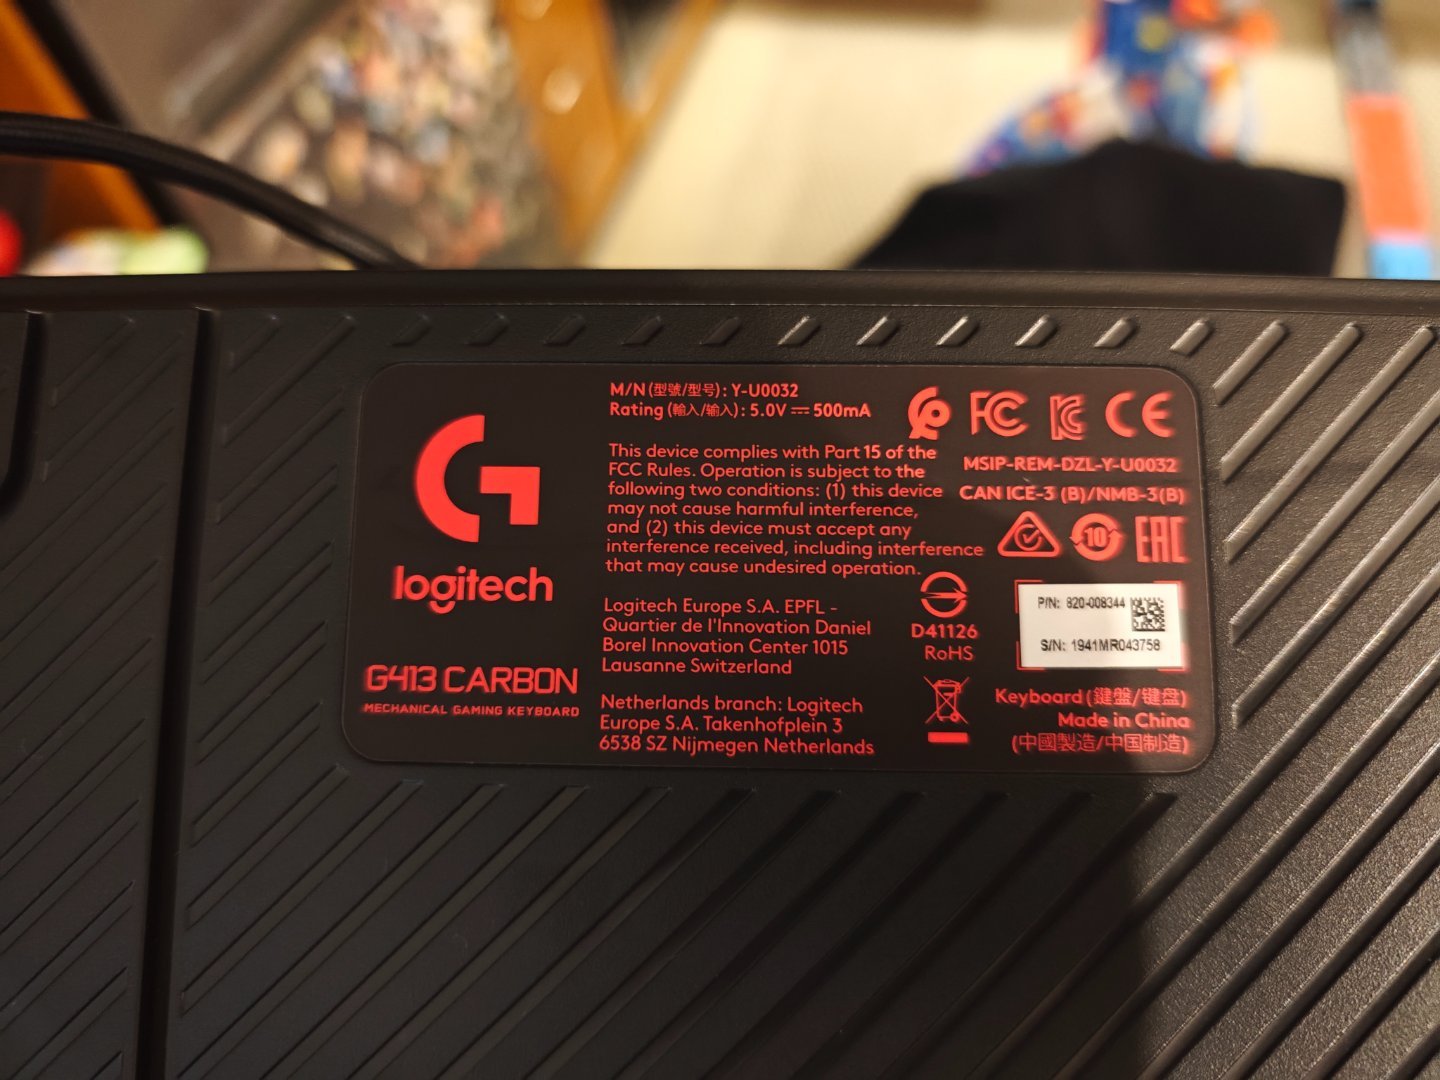 logitech
G413 CARBON
MECHANICAL GAMING KEYBOARD
M/N (型號/型号): Y-U0032
Rating (輸入/输入): 5.0V ⎓ 500mA
This device complies with Part 15 of the
FCC Rules. Operation is subject to the
following two conditions: (1) this device
may not cause harmful interference,
and (2) this device must accept any
interference received, including interference
that may cause undesired operation.
Logitech Europe S.A. EPFL -
Quartier de l'Innovation Daniel
Borel Innovation Center 1015
Lausanne Switzerland
Netherlands branch: Logitech
Europe S.A. Takenhofplein 3
6538 SZ Nijmegen Netherlands
FC CE
MSIP-REM-DZL-Y-U0032
CAN ICE-3 (B)/NMB-3(B)
10 EAC
D41126
RoHS
P/N: 820-008344
S/N: 1941MR043758
Keyboard (鍵盤/键盘)
Made in China
(中國製造/中国制造)